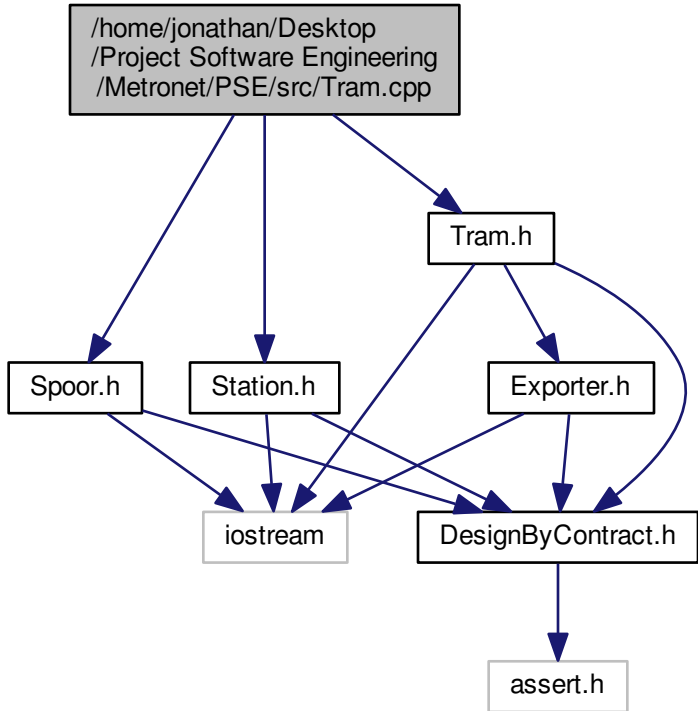 /home/jonathan/Desktop
/Project Software Engineering
/Metronet/PSE/src/Tram.cpp
Tram.h
Spoor.h
Station.h
Exporter.h
iostream
DesignByContract.h
assert.h